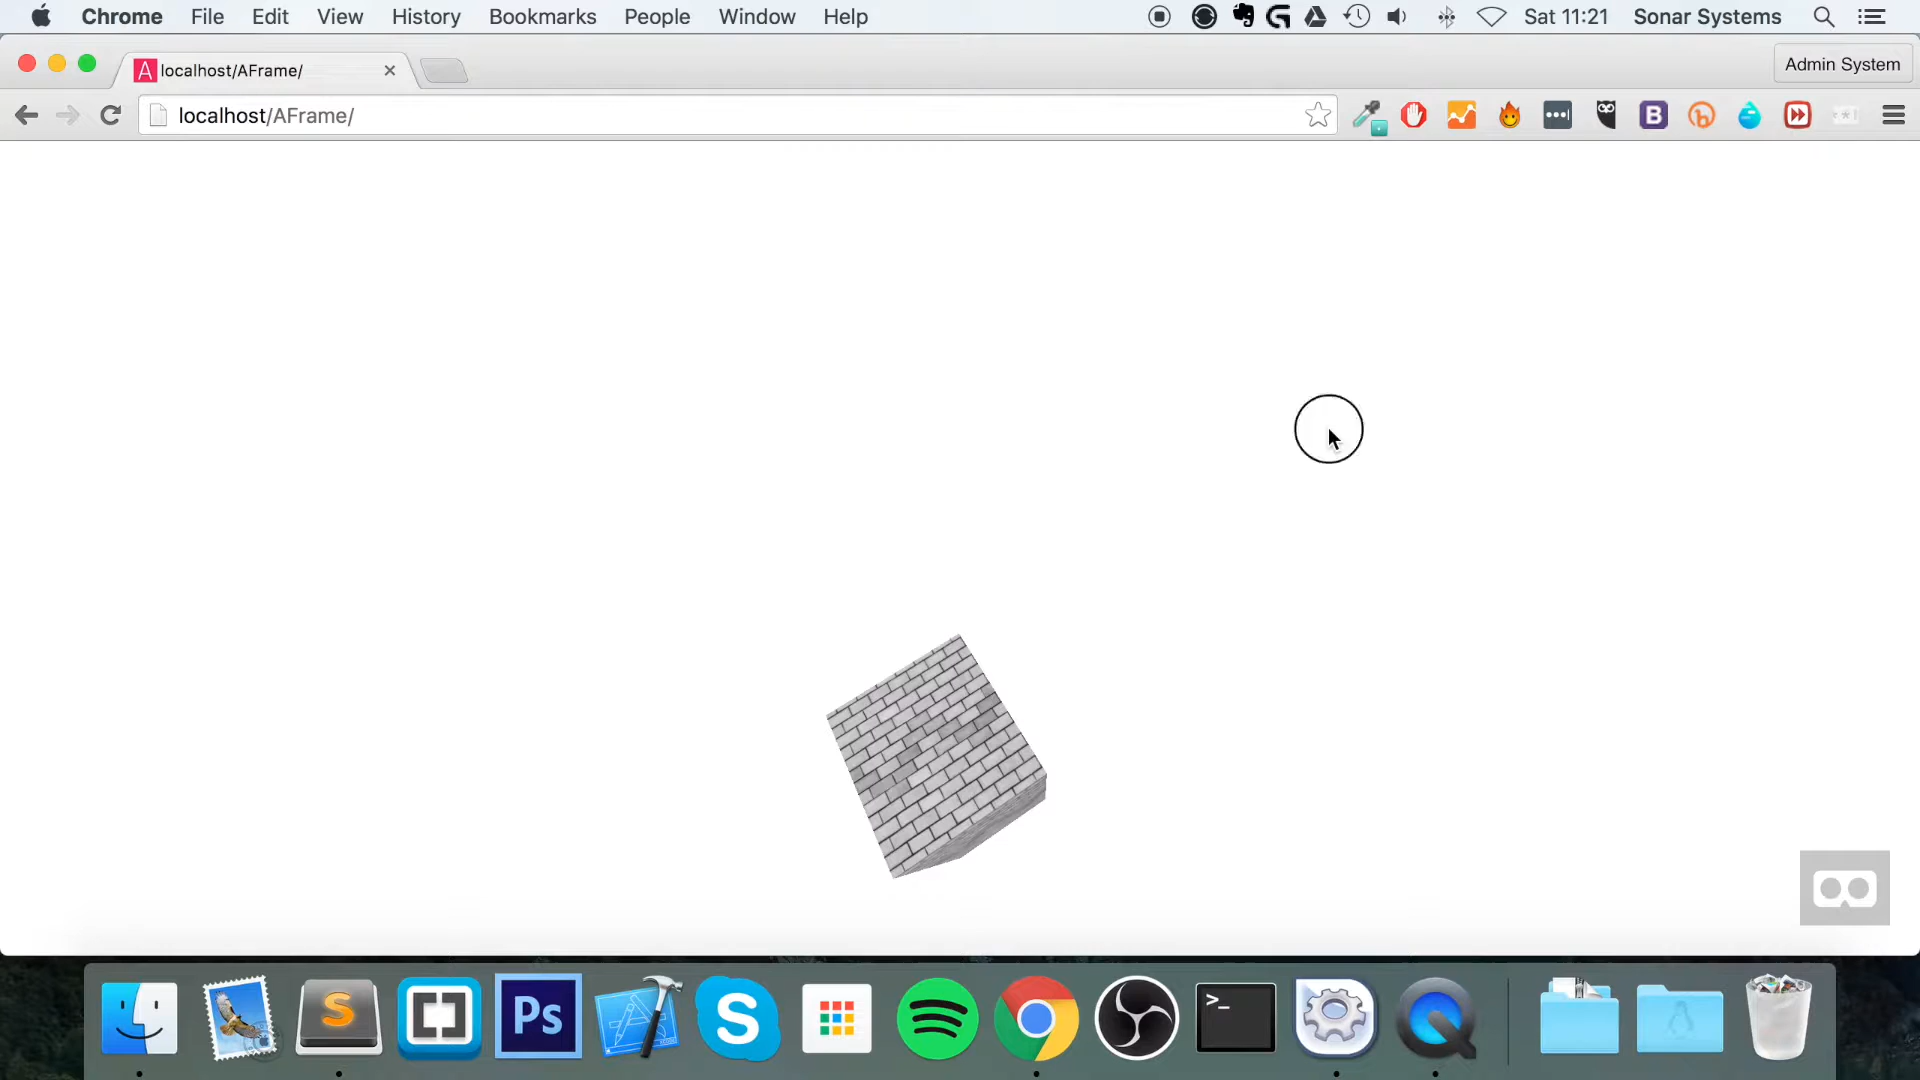 Chrome File Edit View History Bookmarks People Window Help Sat 11:21 Sonar Systems
A localhost/AFrame/ Admin System
localhost/AFrame/ B b
S Ps S >_